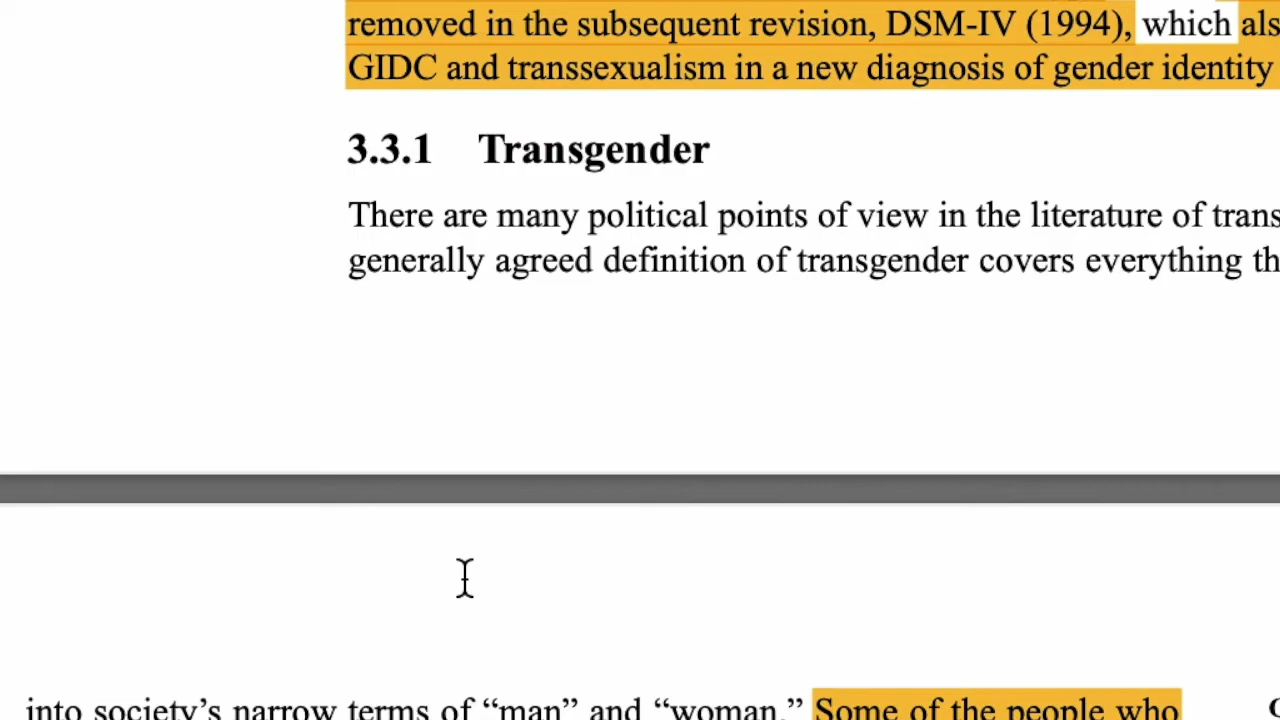 removed in the subsequent revision, DSM-IV (1994), which als
GIDC and transsexualism in a new diagnosis of gender identity
3.3.1 Transgender
There are many political points of view in the literature of trans
generally agreed definition of transgender covers everything th
into society’s narrow terms of “man” and “woman.” Some of the people who